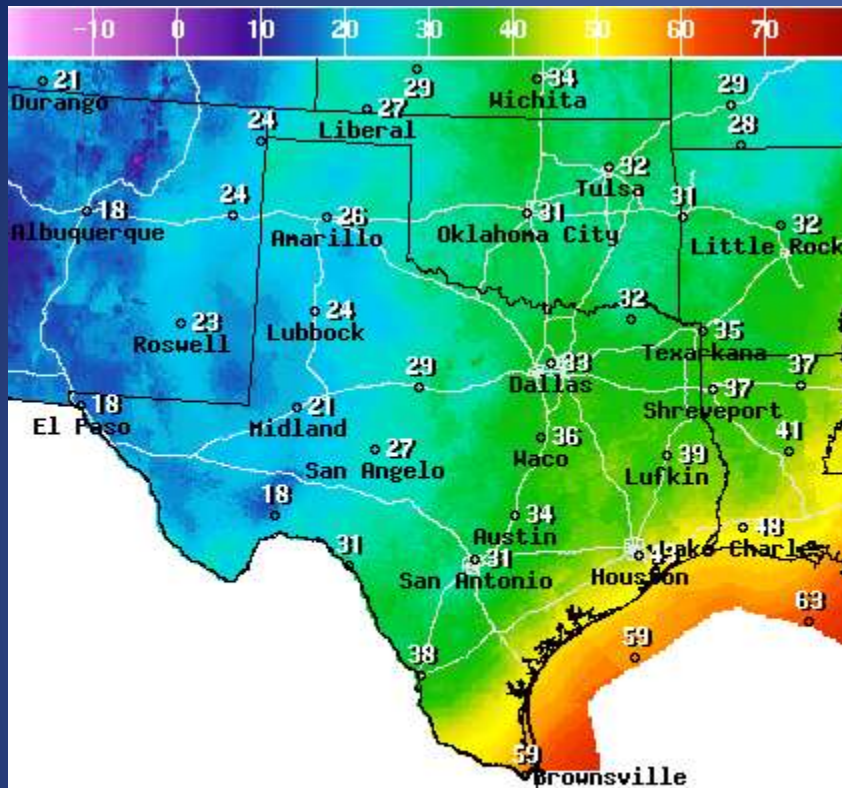 -10 0 10 20 30 40 50 60 70
21
Durango
29
34
Wichita
29
27
Liberal
24
28
32
Tulsa
18
Albuquerque
24
26
Amarillo
31
Oklahoma City
31
32
Little Rock
23
Roswell
24
Lubbock
32
35
Texarkana
33
Dallas
29
37
Shreveport
37
18
El Paso
21
Midland
36
Waco
27
San Angelo
39
Lufkin
41
18
34
Austin
48
Lake Charles
31
31
San Antonio
Houston
63
59
38
59
Brownsville